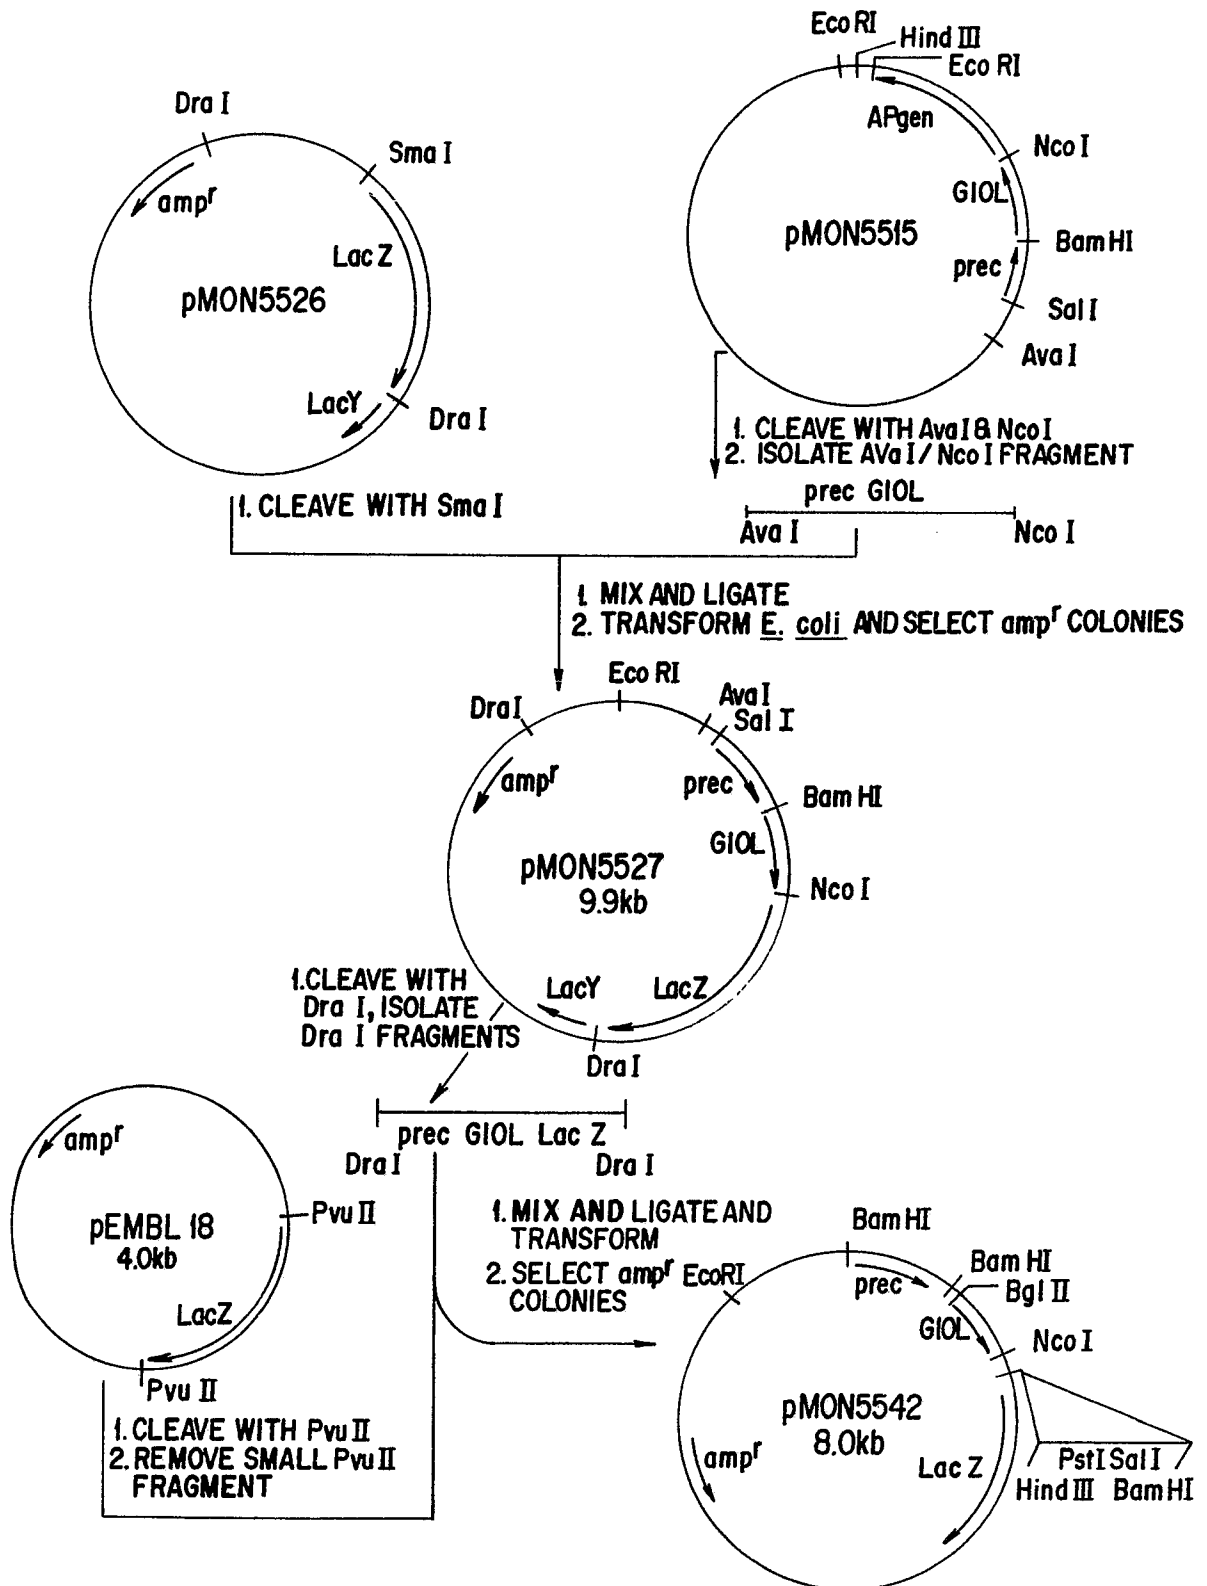 Dra I
Sma I
amp^r
Lac Z
pMON5526
LacY
Dra I
1. CLEAVE WITH Sma I
Eco RI
Hind III
Eco RI
APgen
Nco I
G10L
pMON5515
Bam HI
prec
Sal I
Ava I
1. CLEAVE WITH Ava I & Nco I
2. ISOLATE AVa I / Nco I FRAGMENT
prec G10L
Ava I
Nco I
1. MIX AND LIGATE
2. TRANSFORM E. coli AND SELECT amp^r COLONIES
Eco RI
Dra I
Ava I
Sal I
amp^r
prec
Bam HI
G10L
pMON5527
9.9kb
Nco I
LacY
LacZ
Dra I
1. CLEAVE WITH
Dra I, ISOLATE
Dra I FRAGMENTS
prec G10L Lac Z
Dra I
Dra I
amp^r
Pvu II
pEMBL 18
4.0kb
LacZ
Pvu II
1. CLEAVE WITH Pvu II
2. REMOVE SMALL Pvu II
FRAGMENT
1. MIX AND LIGATE AND
TRANSFORM
2. SELECT amp^r
COLONIES
EcoRI
Bam HI
prec
Bam HI
Bgl II
G10L
Nco I
pMON5542
8.0kb
amp^r
Lac Z
PstI Sal I
Hind III Bam HI